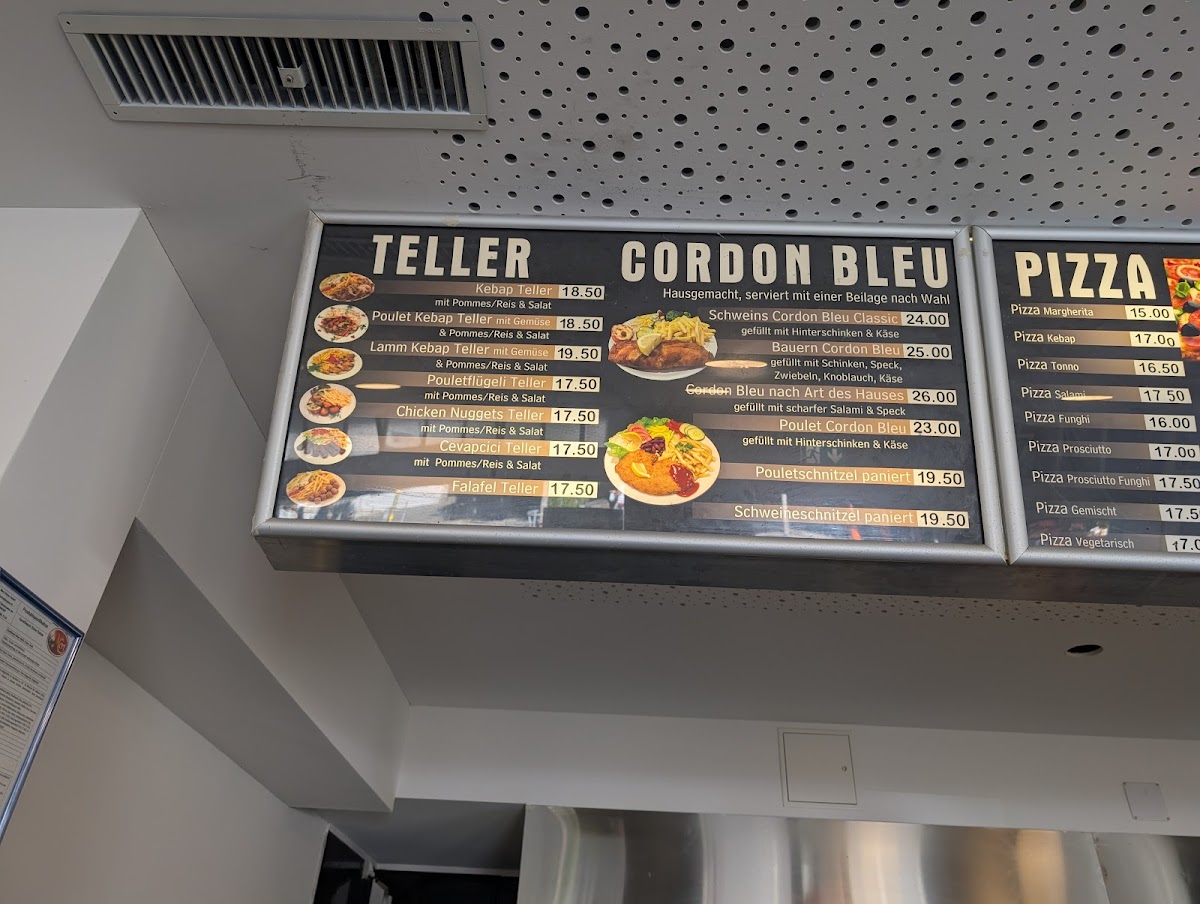 TELLER
Kebap Teller 18.50
mit Pommes/Reis & Salat
Poulet Kebap Teller mit Gemüse 18.50
& Pommes/Reis & Salat
Lamm Kebap Teller mit Gemüse 19.50
& Pommes/Reis & Salat
Pouletflügeli Teller 17.50
mit Pommes/Reis & Salat
Chicken Nuggets Teller 17.50
mit Pommes/Reis & Salat
Cevapcici Teller 17.50
mit Pommes/Reis & Salat
Falafel Teller 17.50
CORDON BLEU
Hausgemacht, serviert mit einer Beilage nach Wahl
Schweins Cordon Bleu Classic 24.00
gefüllt mit Hinterschinken & Käse
Bauern Cordon Bleu 25.00
gefüllt mit Schinken, Speck,
Zwiebeln, Knoblauch, Käse
Cordon Bleu nach Art des Hauses 26.00
gefüllt mit scharfer Salami & Speck
Poulet Cordon Bleu 23.00
gefüllt mit Hinterschinken & Käse
Pouletschnitzel paniert 19.50
Schweineschnitzel paniert 19.50
PIZZA
Pizza Margherita 15.00
Pizza Kebap 17.00
Pizza Tonno 16.50
Pizza Salami 17 50
Pizza Funghi 16.00
Pizza Prosciutto 17.00
Pizza Prosciutto Funghi 17.50
Pizza Gemischt 17.5
Pizza Vegetarisch 17.0